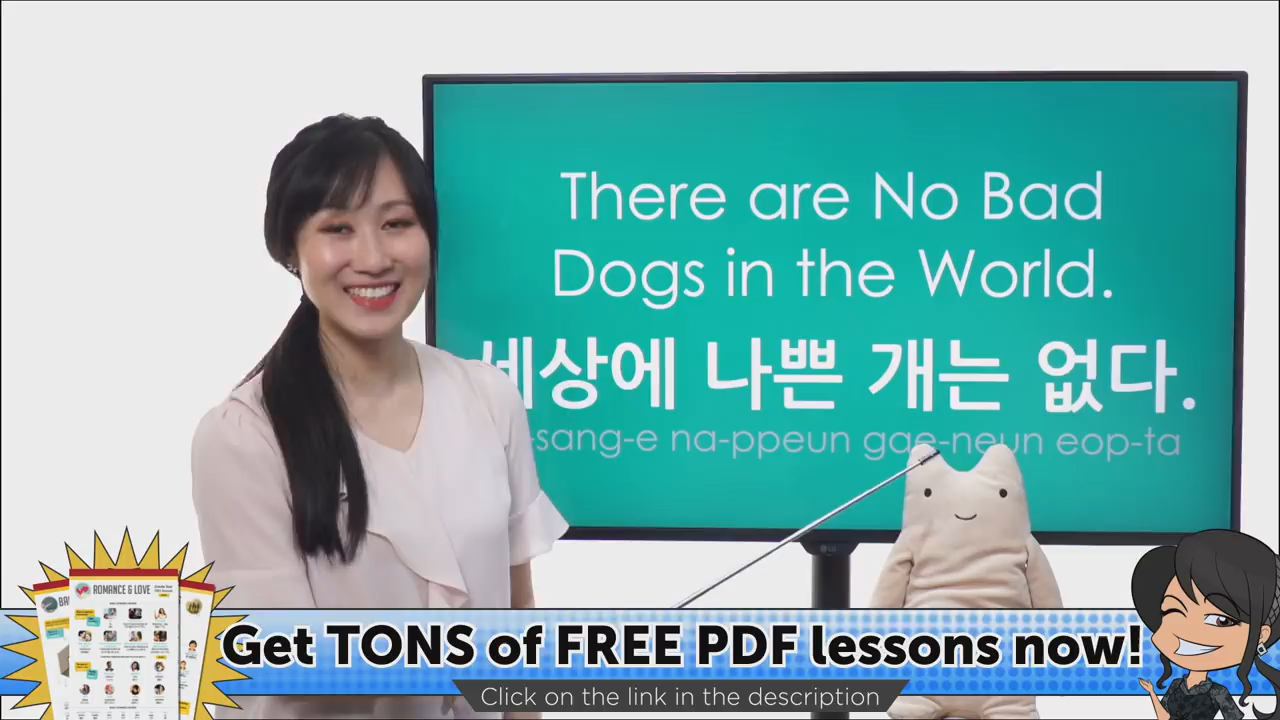 There are No Bad
Dogs in the World.
세상에 나쁜 개는 없다.
-sang-e na-ppeun gae-neun eop-ta
LG
ROMANCE & LOVE
Get TONS of FREE PDF lessons now!
Click on the link in the description